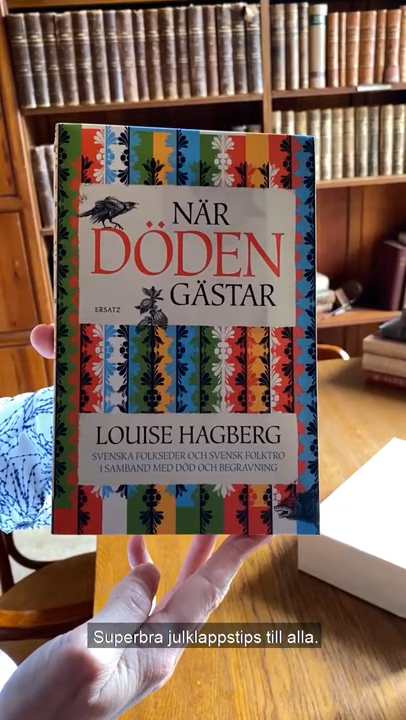 NÄR
DÖDEN
GÄSTAR
ERSATZ
LOUISE HAGBERG
SVENSKA FOLKSEDER OCH SVENSK FOLKTRO
I SAMBAND MED DÖD OCH BEGRAVNING
Superbra julklappstips till alla.